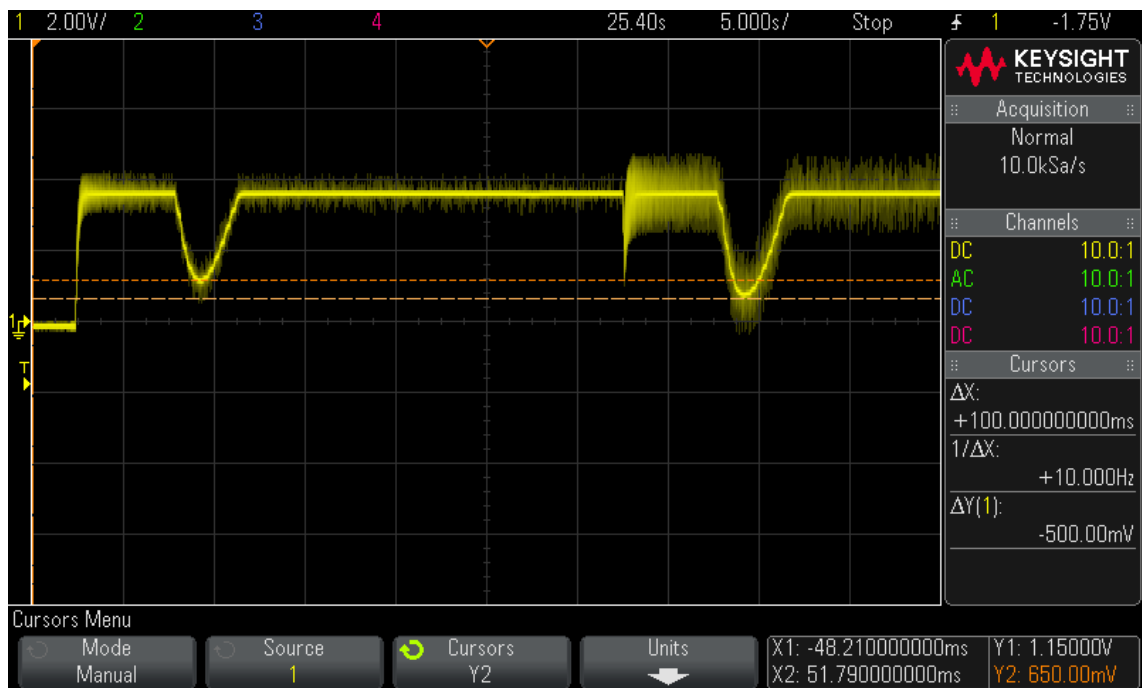 1 2.00V/ 2 3 4 25.40s 5.000s/ Stop 1 -1.75V
KEYSIGHT
TECHNOLOGIES
Acquisition
Normal
10.0kSa/s
Channels
DC 10.0:1
AC 10.0:1
DC 10.0:1
DC 10.0:1
Cursors
ΔX:
+100.000000000ms
1/ΔX:
+10.000Hz
ΔY(1):
-500.00mV
1
T
Cursors Menu
Mode
Manual
Source
1
Cursors
Y2
Units
X1: -48.210000000ms
X2: 51.790000000ms
Y1: 1.15000V
Y2: 650.00mV